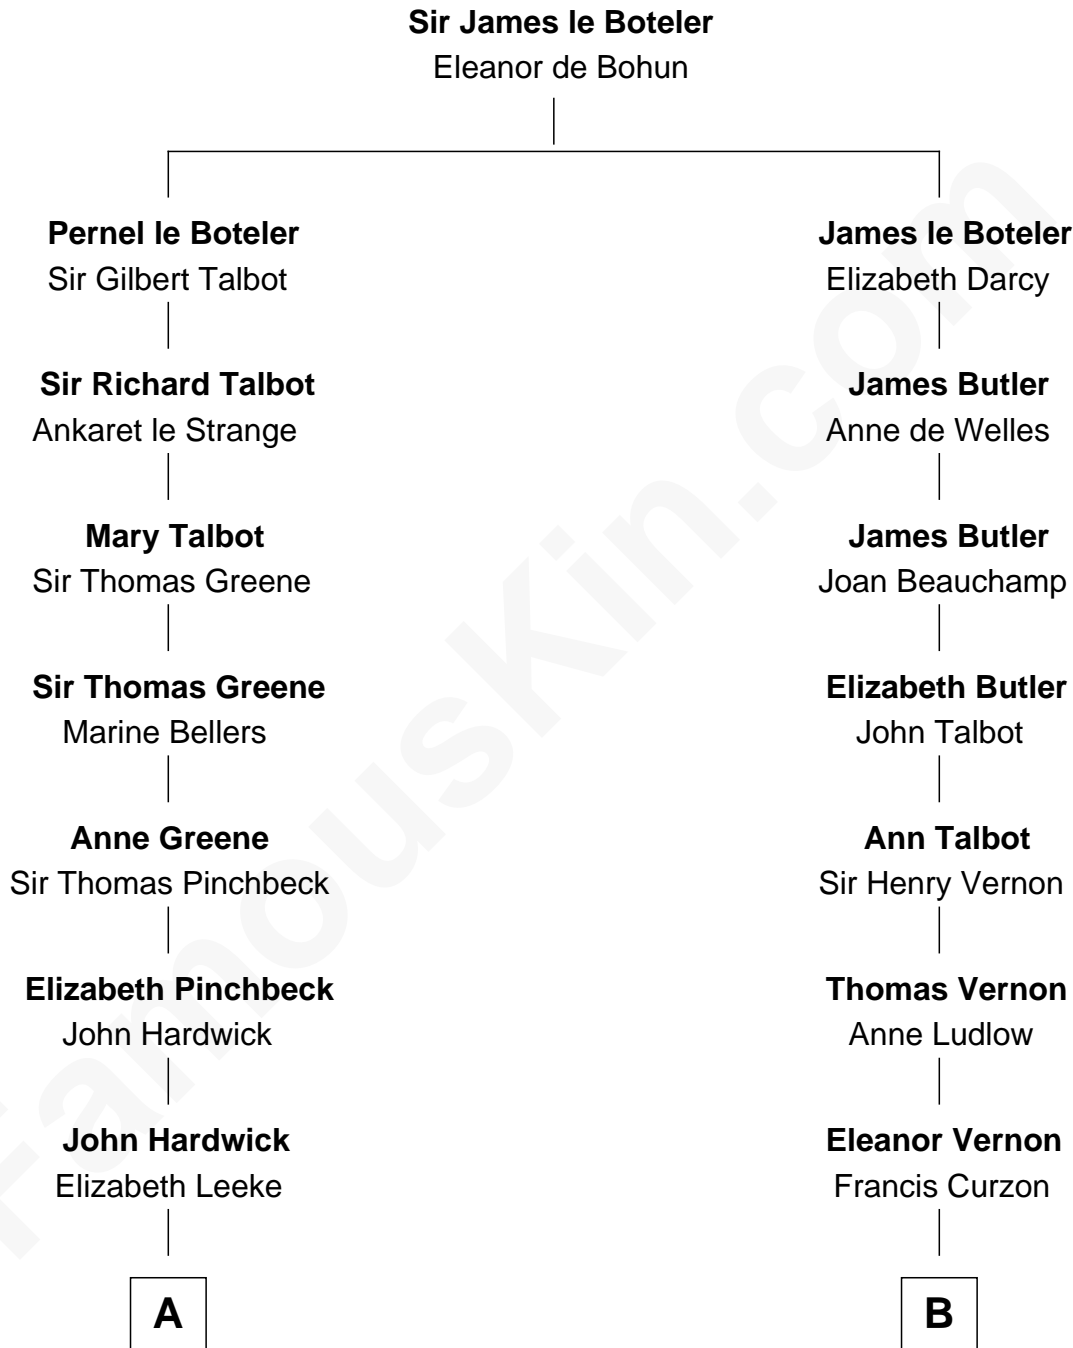 Sir James le Boteler
Eleanor de Bohun
Pernel le Boteler
Sir Gilbert Talbot
James le Boteler
Elizabeth Darcy
Sir Richard Talbot
Ankaret le Strange
James Butler
Anne de Welles
Mary Talbot
Sir Thomas Greene
James Butler
Joan Beauchamp
Sir Thomas Greene
Marine Bellers
Elizabeth Butler
John Talbot
Anne Greene
Sir Thomas Pinchbeck
Ann Talbot
Sir Henry Vernon
Elizabeth Pinchbeck
John Hardwick
Thomas Vernon
Anne Ludlow
John Hardwick
Elizabeth Leeke
Eleanor Vernon
Francis Curzon
A
B
FamousKin.com